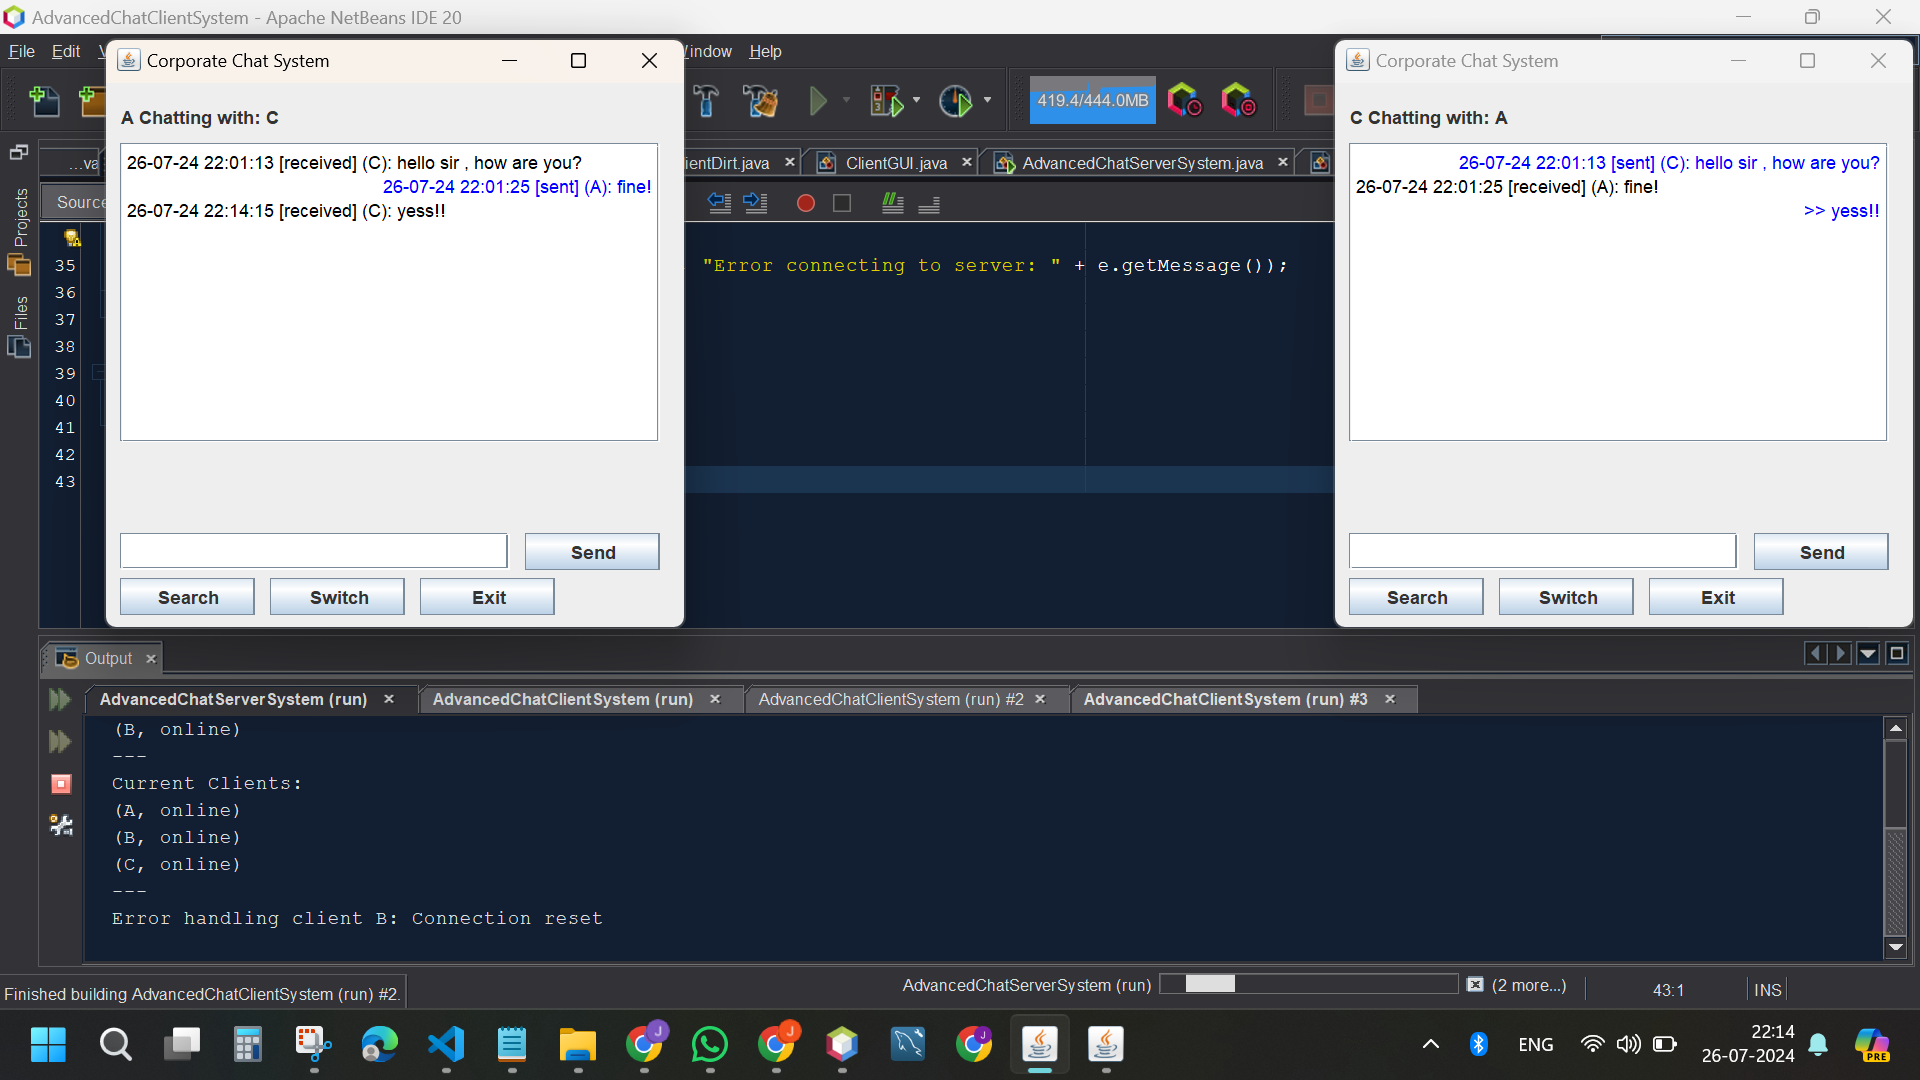 AdvancedChatClientSystem - Apache NetBeans IDE 20
File Edit
Window Help
Corporate Chat System
A Chatting with: C
26-07-24 22:01:13 [received] (C): hello sir , how are you?
26-07-24 22:01:25 [sent] (A): fine!
26-07-24 22:14:15 [received] (C): yess!!
Send
Search Switch Exit
419.4/444.0MB
Corporate Chat System
C Chatting with: A
26-07-24 22:01:13 [sent] (C): hello sir , how are you?
26-07-24 22:01:25 [received] (A): fine!
>> yess!!
Send
Search Switch Exit
...va
ientDirt.java ClientGUI.java AdvancedChatServerSystem.java
Source
Projects
Files
35 "Error connecting to server: " + e.getMessage());
36
37
38
39
40
41
42
43
Output
AdvancedChatServerSystem (run) AdvancedChatClientSystem (run) AdvancedChatClientSystem (run) #2 AdvancedChatClientSystem (run) #3
(B, online)
---
Current Clients:
(A, online)
(B, online)
(C, online)
---
Error handling client B: Connection reset
Finished building AdvancedChatClientSystem (run) #2.
AdvancedChatServerSystem (run) (2 more...) 43:1 INS
J J J
ENG 22:14
26-07-2024
PRE